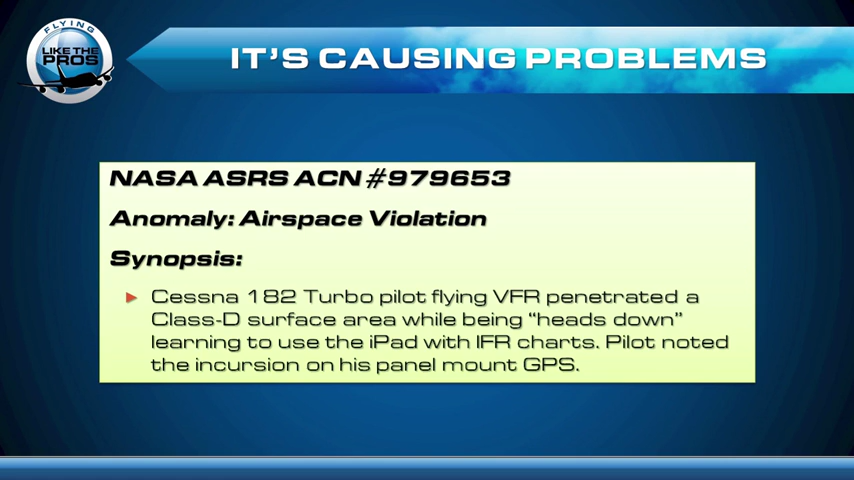 FLYING
LIKE THE
PROS
IT'S CAUSING PROBLEMS
NASA ASRS ACN #979653
Anomaly: Airspace Violation
Synopsis:
Cessna 182 Turbo pilot flying VFR penetrated a
Class-D surface area while being “heads down”
learning to use the iPad with IFR charts. Pilot noted
the incursion on his panel mount GPS.